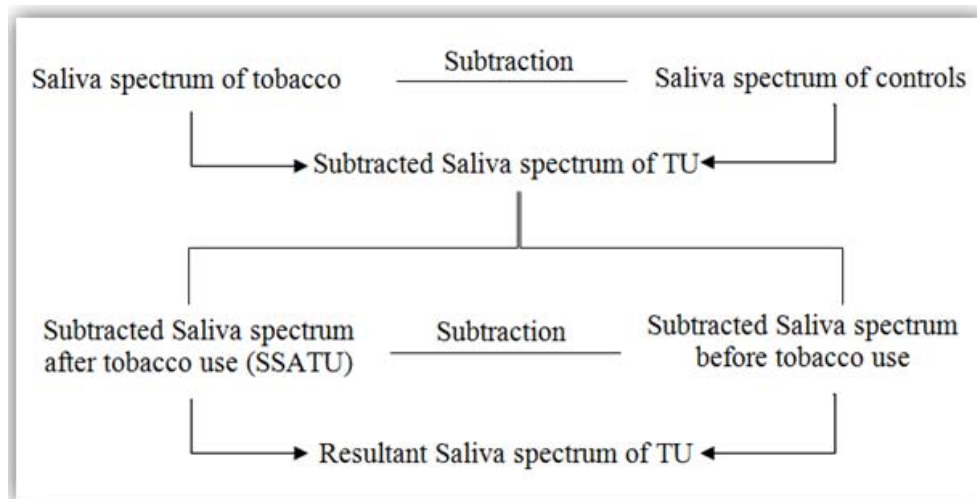 Subtraction
Saliva spectrum of tobacco
Saliva spectrum of controls
Subtracted Saliva spectrum of TU
Subtracted Saliva spectrum
after tobacco use (SSATU)
Subtraction
Subtracted Saliva spectrum
before tobacco use
Resultant Saliva spectrum of TU